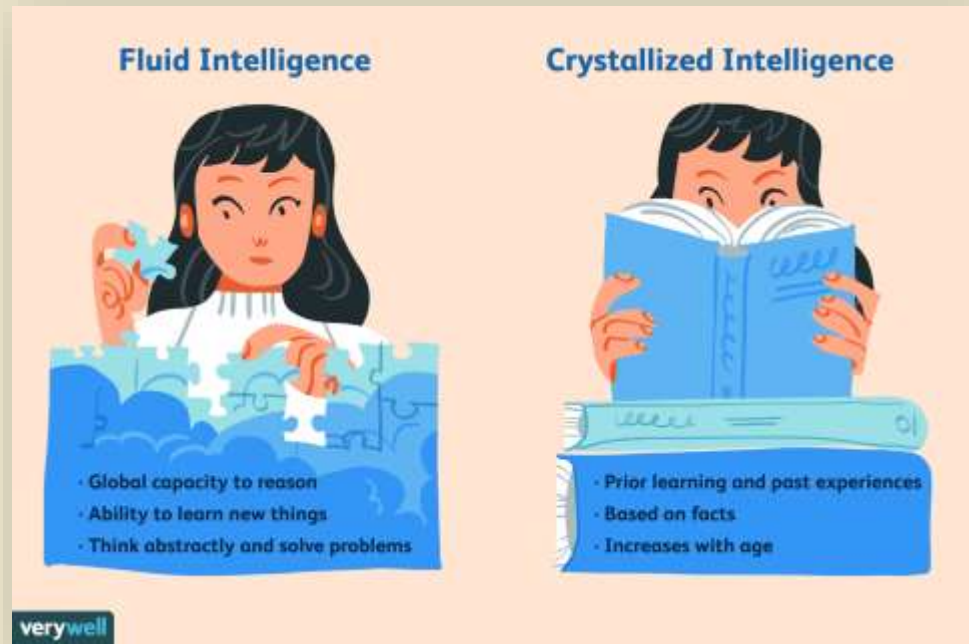 Fluid Intelligence
· Global capacity to reason
· Ability to learn new things
· Think abstractly and solve problems
Crystallized Intelligence
· Prior learning and past experiences
· Based on facts
· Increases with age
verywell